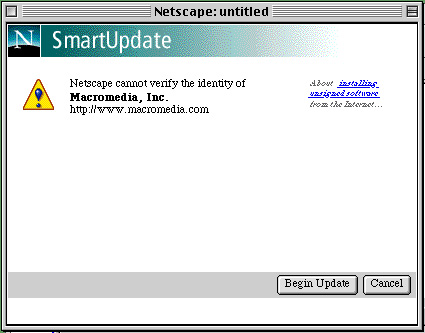 Netscape: untitled
N SmartUpdate
Netscape cannot verify the identity of
Macromedia, Inc.
http://www.macromedia.com
About installing
unsigned software
from the Internet...
Begin Update Cancel